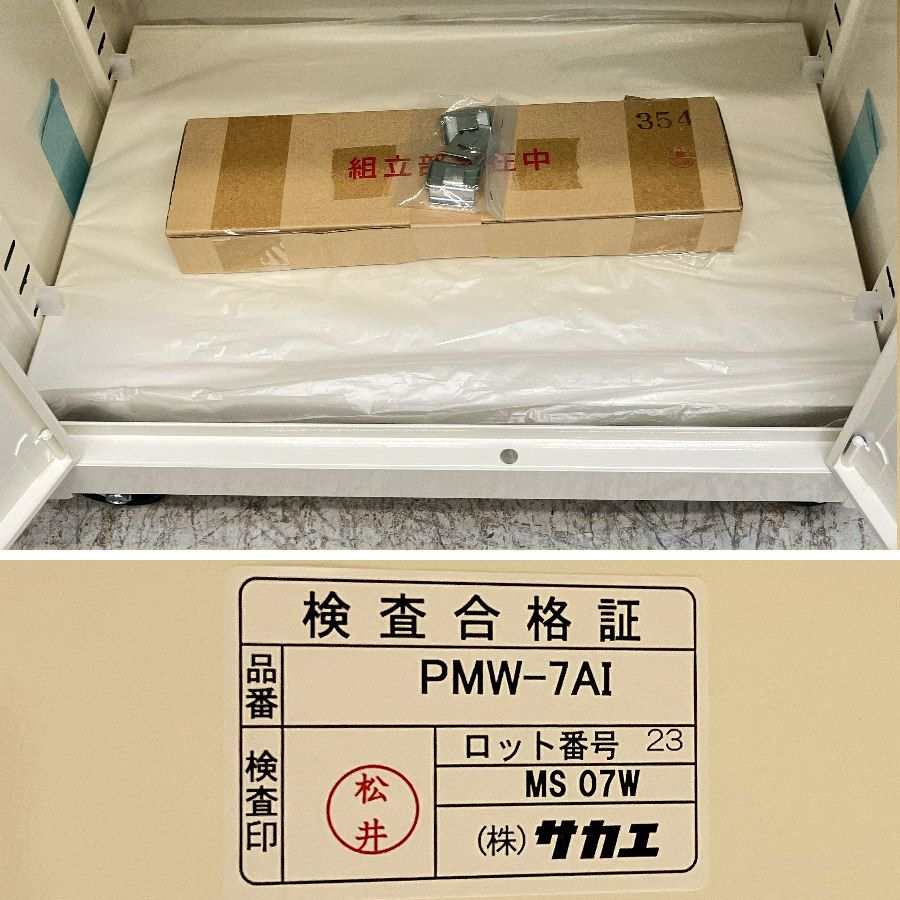 354
組立部 在中
検査合格証
品番 PMW-7AI
検査印 松井
ロット番号 23
MS 07W
(株)サカエ